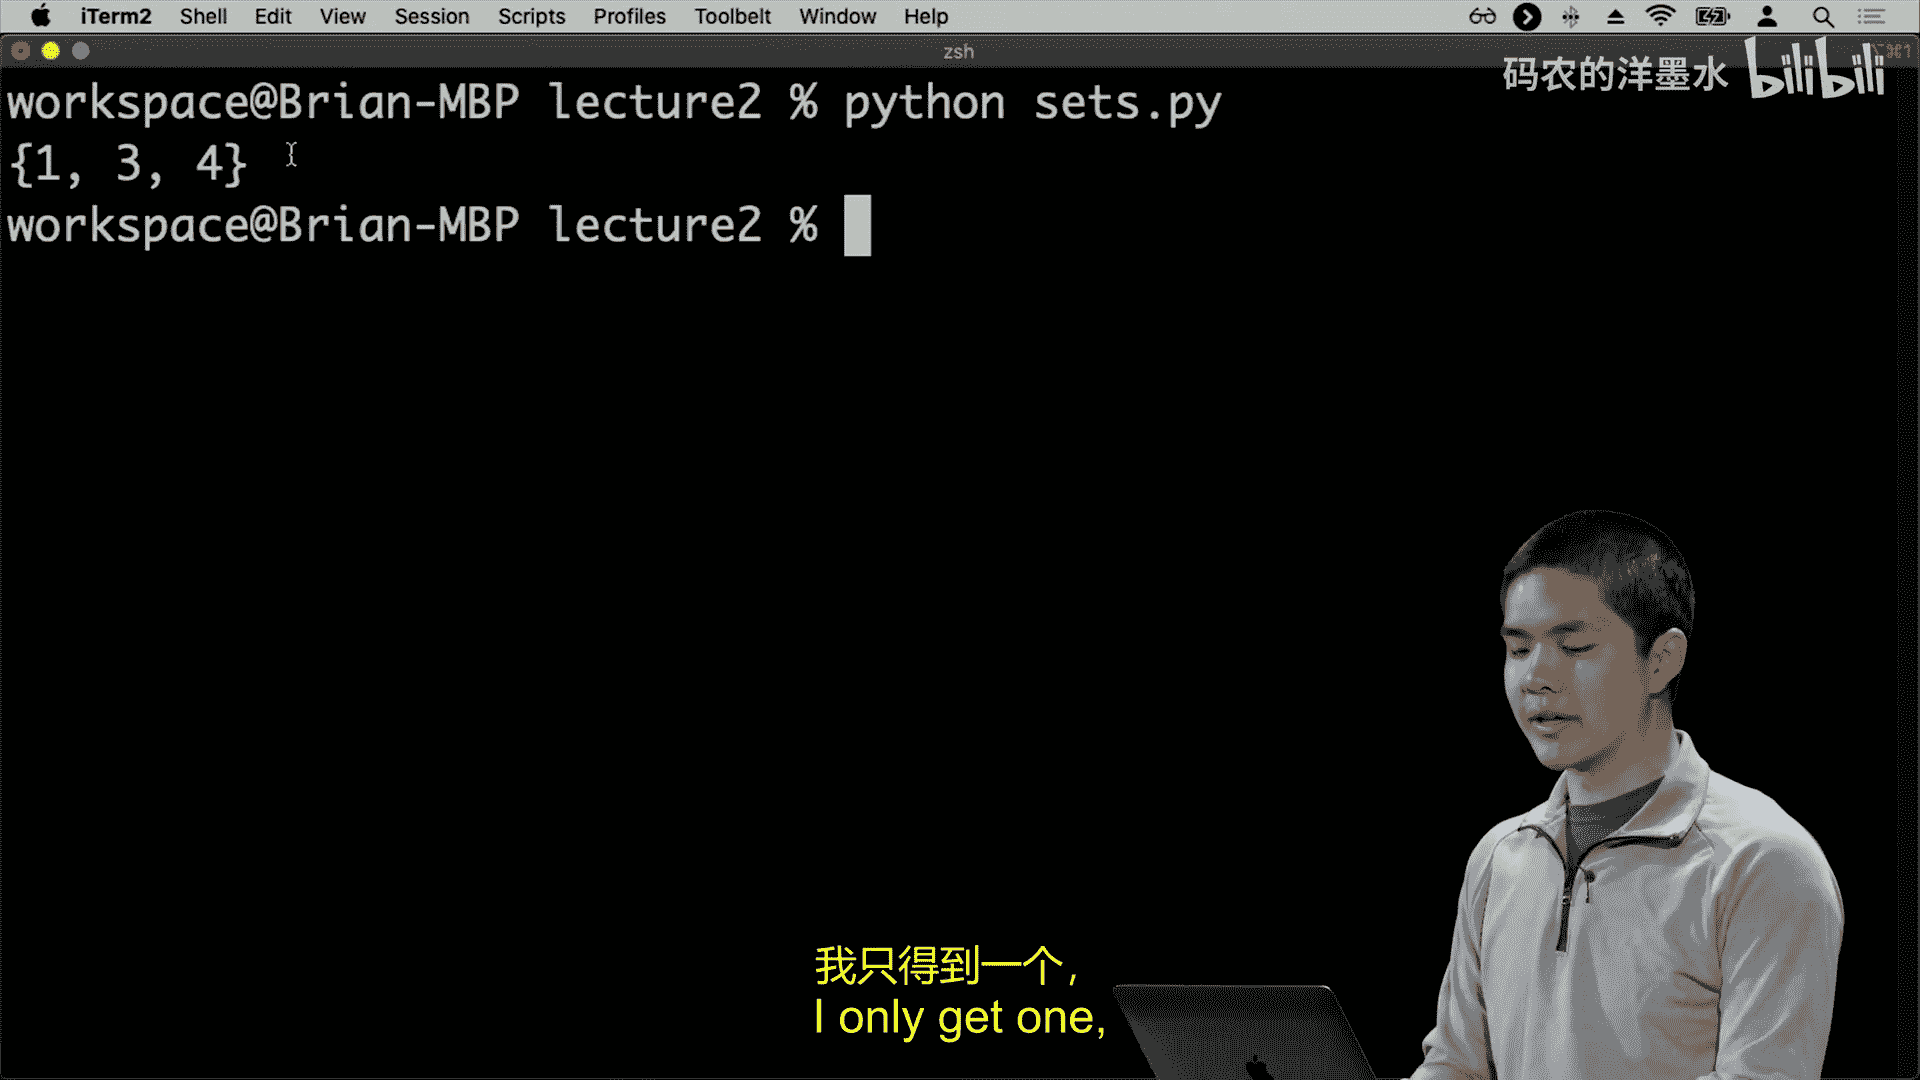 iTerm2 Shell Edit View Session Scripts Profiles Toolbelt Window Help
zsh
⌥⌘1
码农的洋墨水 bilibili
workspace@Brian-MBP lecture2 % python sets.py
{1, 3, 4}
workspace@Brian-MBP lecture2 %
我只得到一个，
I only get one,